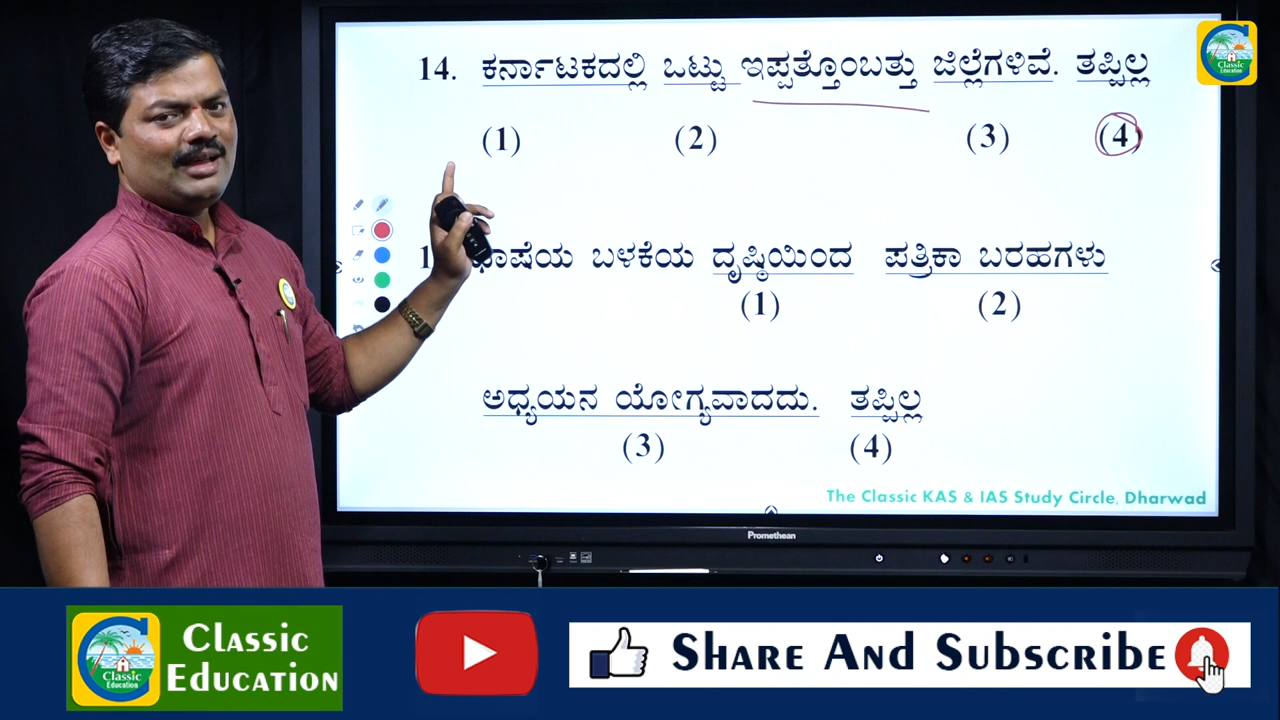 14. ಕರ್ನಾಟಕದಲ್ಲಿ ಒಟ್ಟು ಇಪ್ಪತ್ತೊಂಬತ್ತು ಜಿಲ್ಲೆಗಳಿವೆ. ತಪ್ಪಿಲ್ಲ
(1) (2) (3) (4)
Classic
Education
ಬಳಕೆಯ ದೃಷ್ಠಿಯಿಂದ ಪತ್ರಿಕಾ ಬರಹಗಳು
(1) (2)
ಅಧ್ಯಯನ ಯೋಗ್ಯವಾದದು. ತಪ್ಪಿಲ್ಲ
(3) (4)
The Classic KAS & IAS Study Circle, Dharwad
Promethean
Classic
Education
Classic
Education
Share And Subscribe